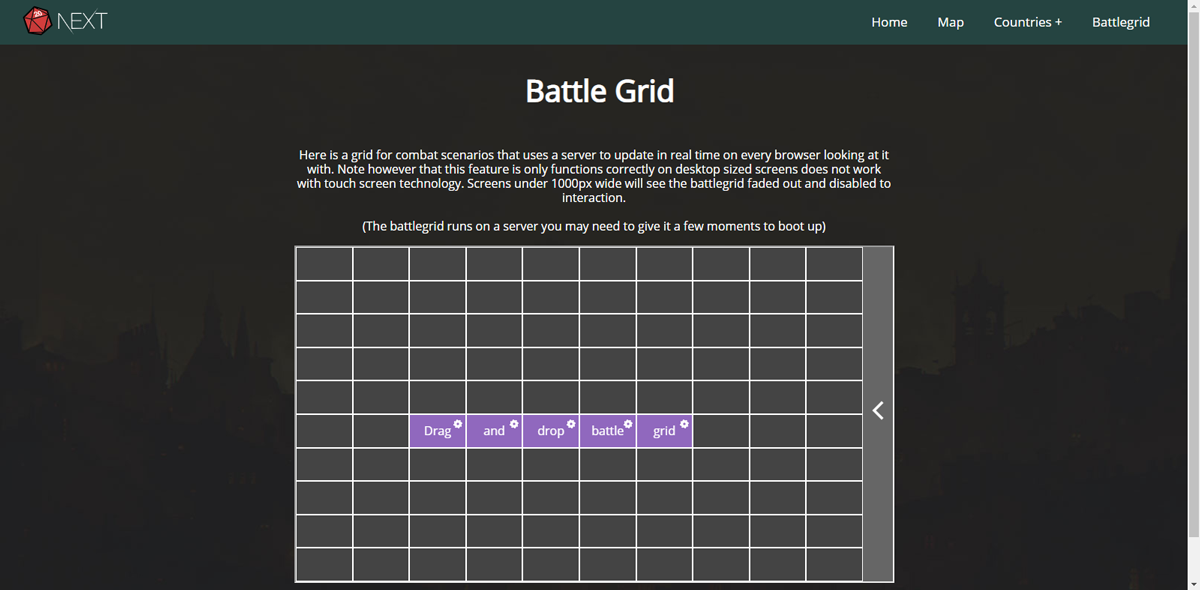 20 NEXT
Home Map Countries + Battlegrid
Battle Grid
Here is a grid for combat scenarios that uses a server to update in real time on every browser looking at it
with. Note however that this feature is only functions correctly on desktop sized screens does not work
with touch screen technology. Screens under 1000px wide will see the battlegrid faded out and disabled to
interaction.
(The battlegrid runs on a server you may need to give it a few moments to boot up)
Drag and drop battle grid